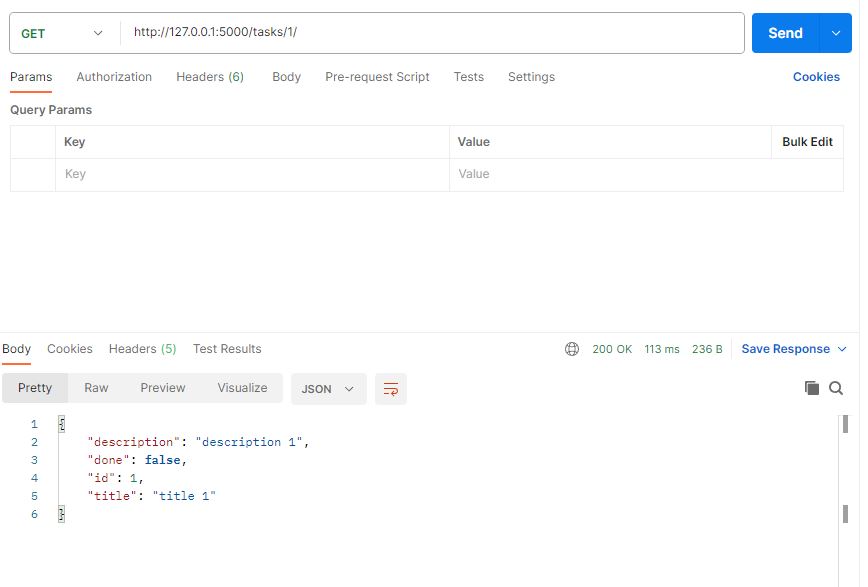 GET http://127.0.0.1:5000/tasks/1/ Send
Params Authorization Headers (6) Body Pre-request Script Tests Settings Cookies
Query Params
Key Value Bulk Edit
Key Value
Body Cookies Headers (5) Test Results 200 OK 113 ms 236 B Save Response
Pretty Raw Preview Visualize JSON
1 {
2 "description": "description 1",
3 "done": false,
4 "id": 1,
5 "title": "title 1"
6 }